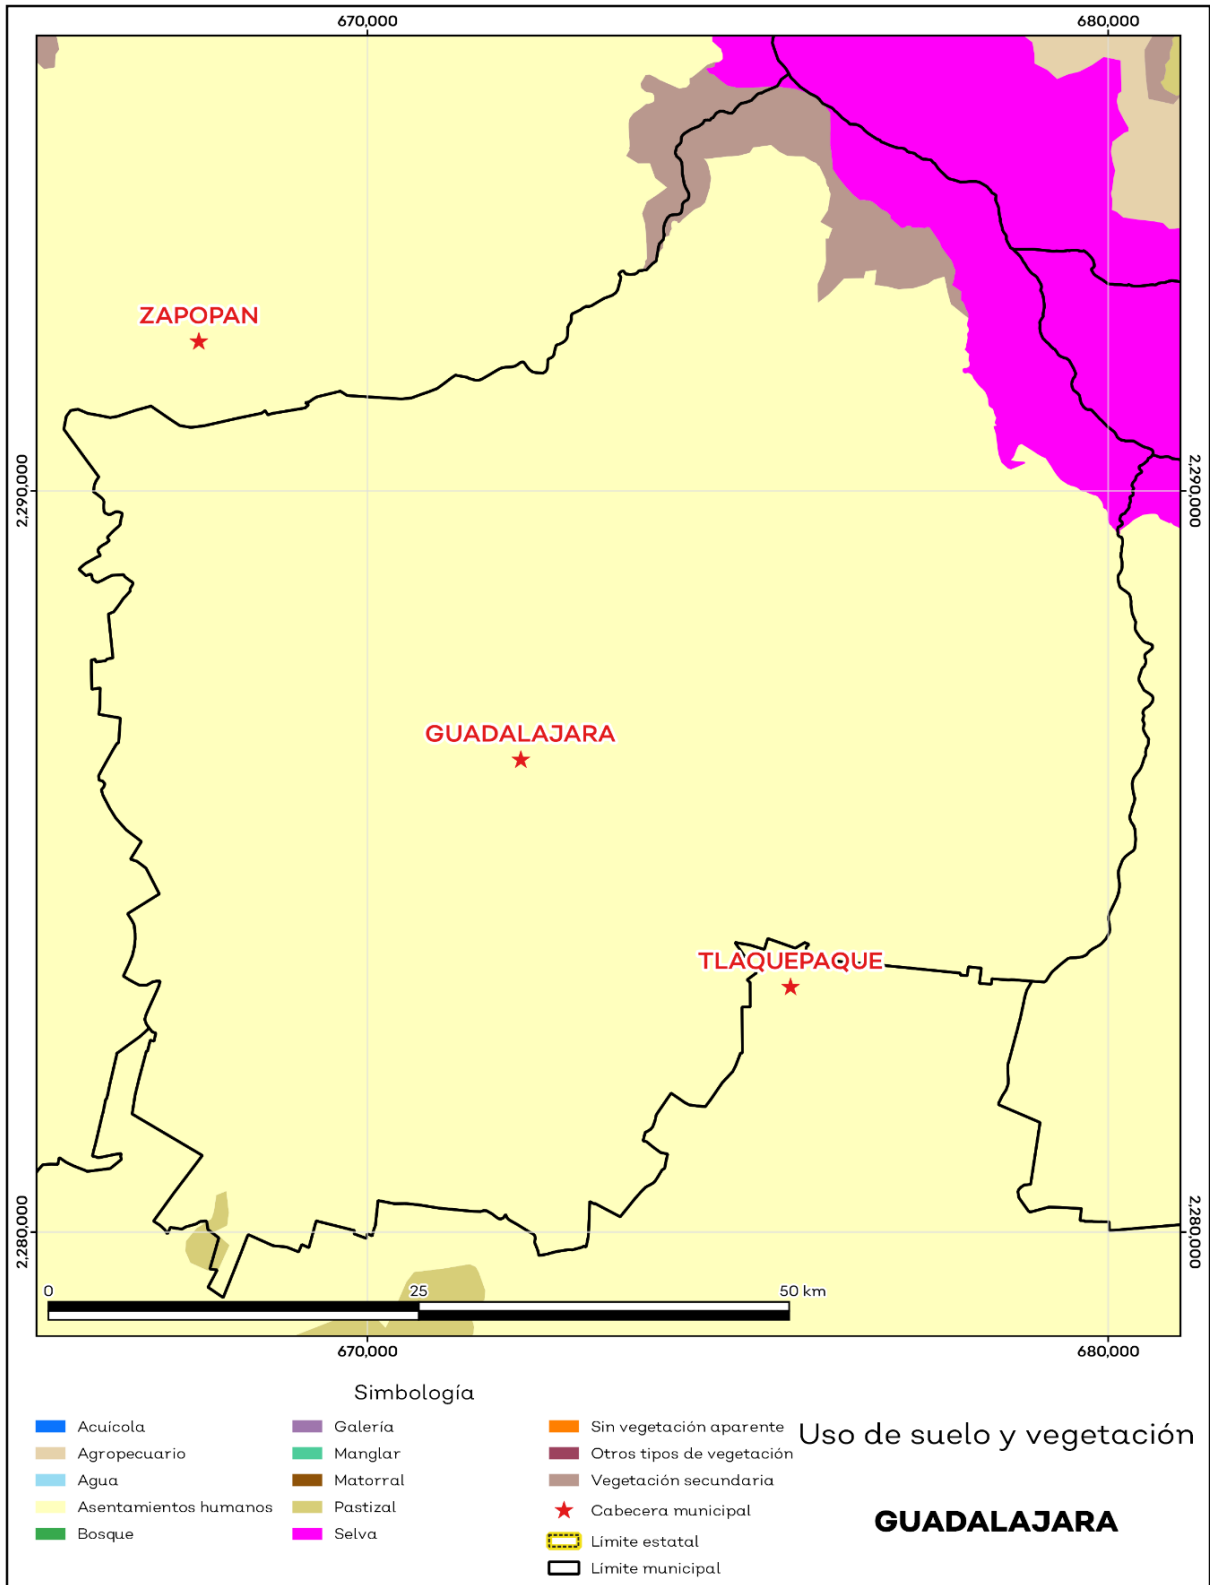 670,000 680,000
ZAPOPAN
2,290,000 2,290,000
GUADALAJARA
TLAQUEPAQUE
2,280,000 2,280,000
0 25 50 km
670,000 680,000
Simbología
Acuícola
Agropecuario
Agua
Asentamientos humanos
Bosque
Galería
Manglar
Matorral
Pastizal
Selva
Sin vegetación aparente
Otros tipos de vegetación
Vegetación secundaria
Cabecera municipal
Límite estatal
Límite municipal
Uso de suelo y vegetación
GUADALAJARA